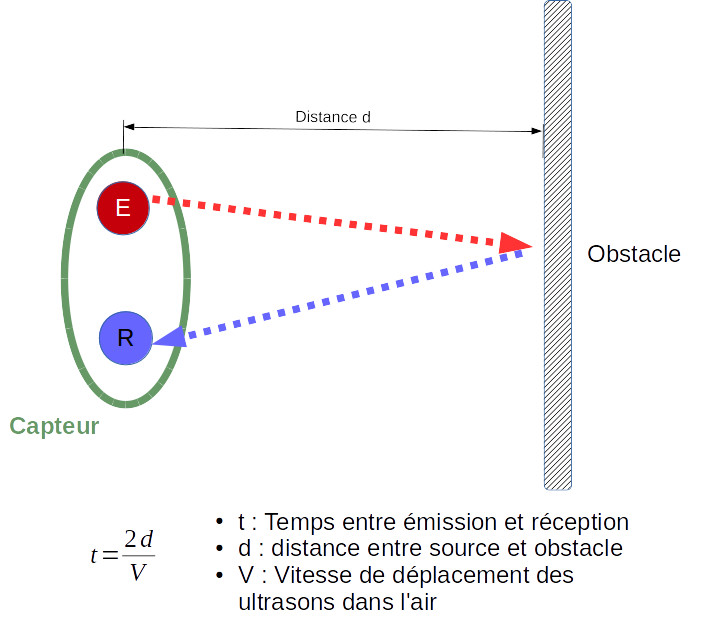 Distance d
E
Obstacle
R
Capteur
t = 2d / V
• t : Temps entre émission et réception
• d : distance entre source et obstacle
• V : Vitesse de déplacement des
ultrasons dans l'air